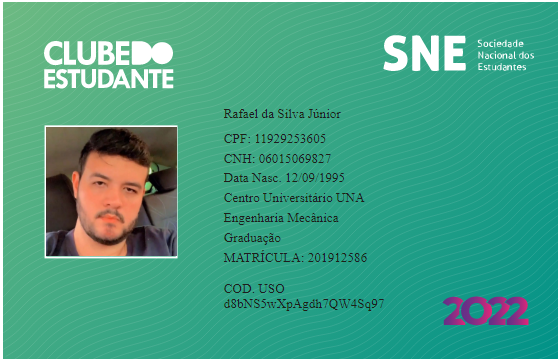 CLUBEDO
ESTUDANTE
SNE
Sociedade
Nacional dos
Estudantes
Rafael da Silva Júnior
CPF: 11929253605
CNH: 06015069827
Data Nasc. 12/09/1995
Centro Universitário UNA
Engenharia Mecânica
Graduação
MATRÍCULA: 201912586
COD. USO
d8bNS5wXpAgdh7QW4Sq97
2022